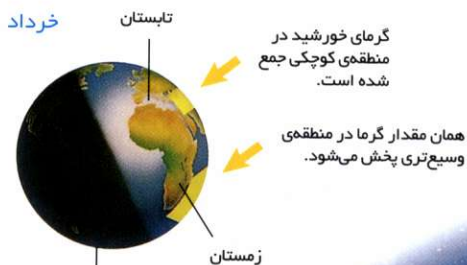 خرداد
تابستان
گرمای خورشید در
منطقه‌ی کوچکی جمع
شده است.
همان مقدار گرما در منطقه‌ی
وسیع‌تری پخش می‌شود.
زمستان